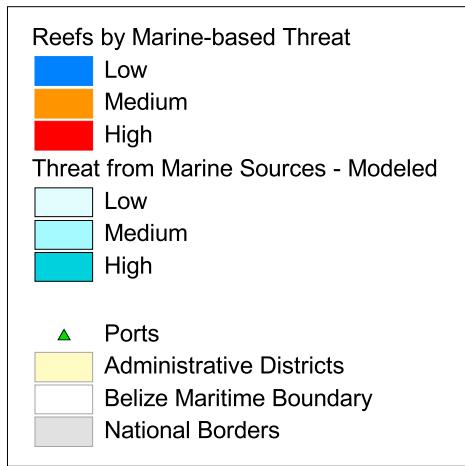 Reefs by Marine-based Threat
Low
Medium
High
Threat from Marine Sources - Modeled
Low
Medium
High
Ports
Administrative Districts
Belize Maritime Boundary
National Borders